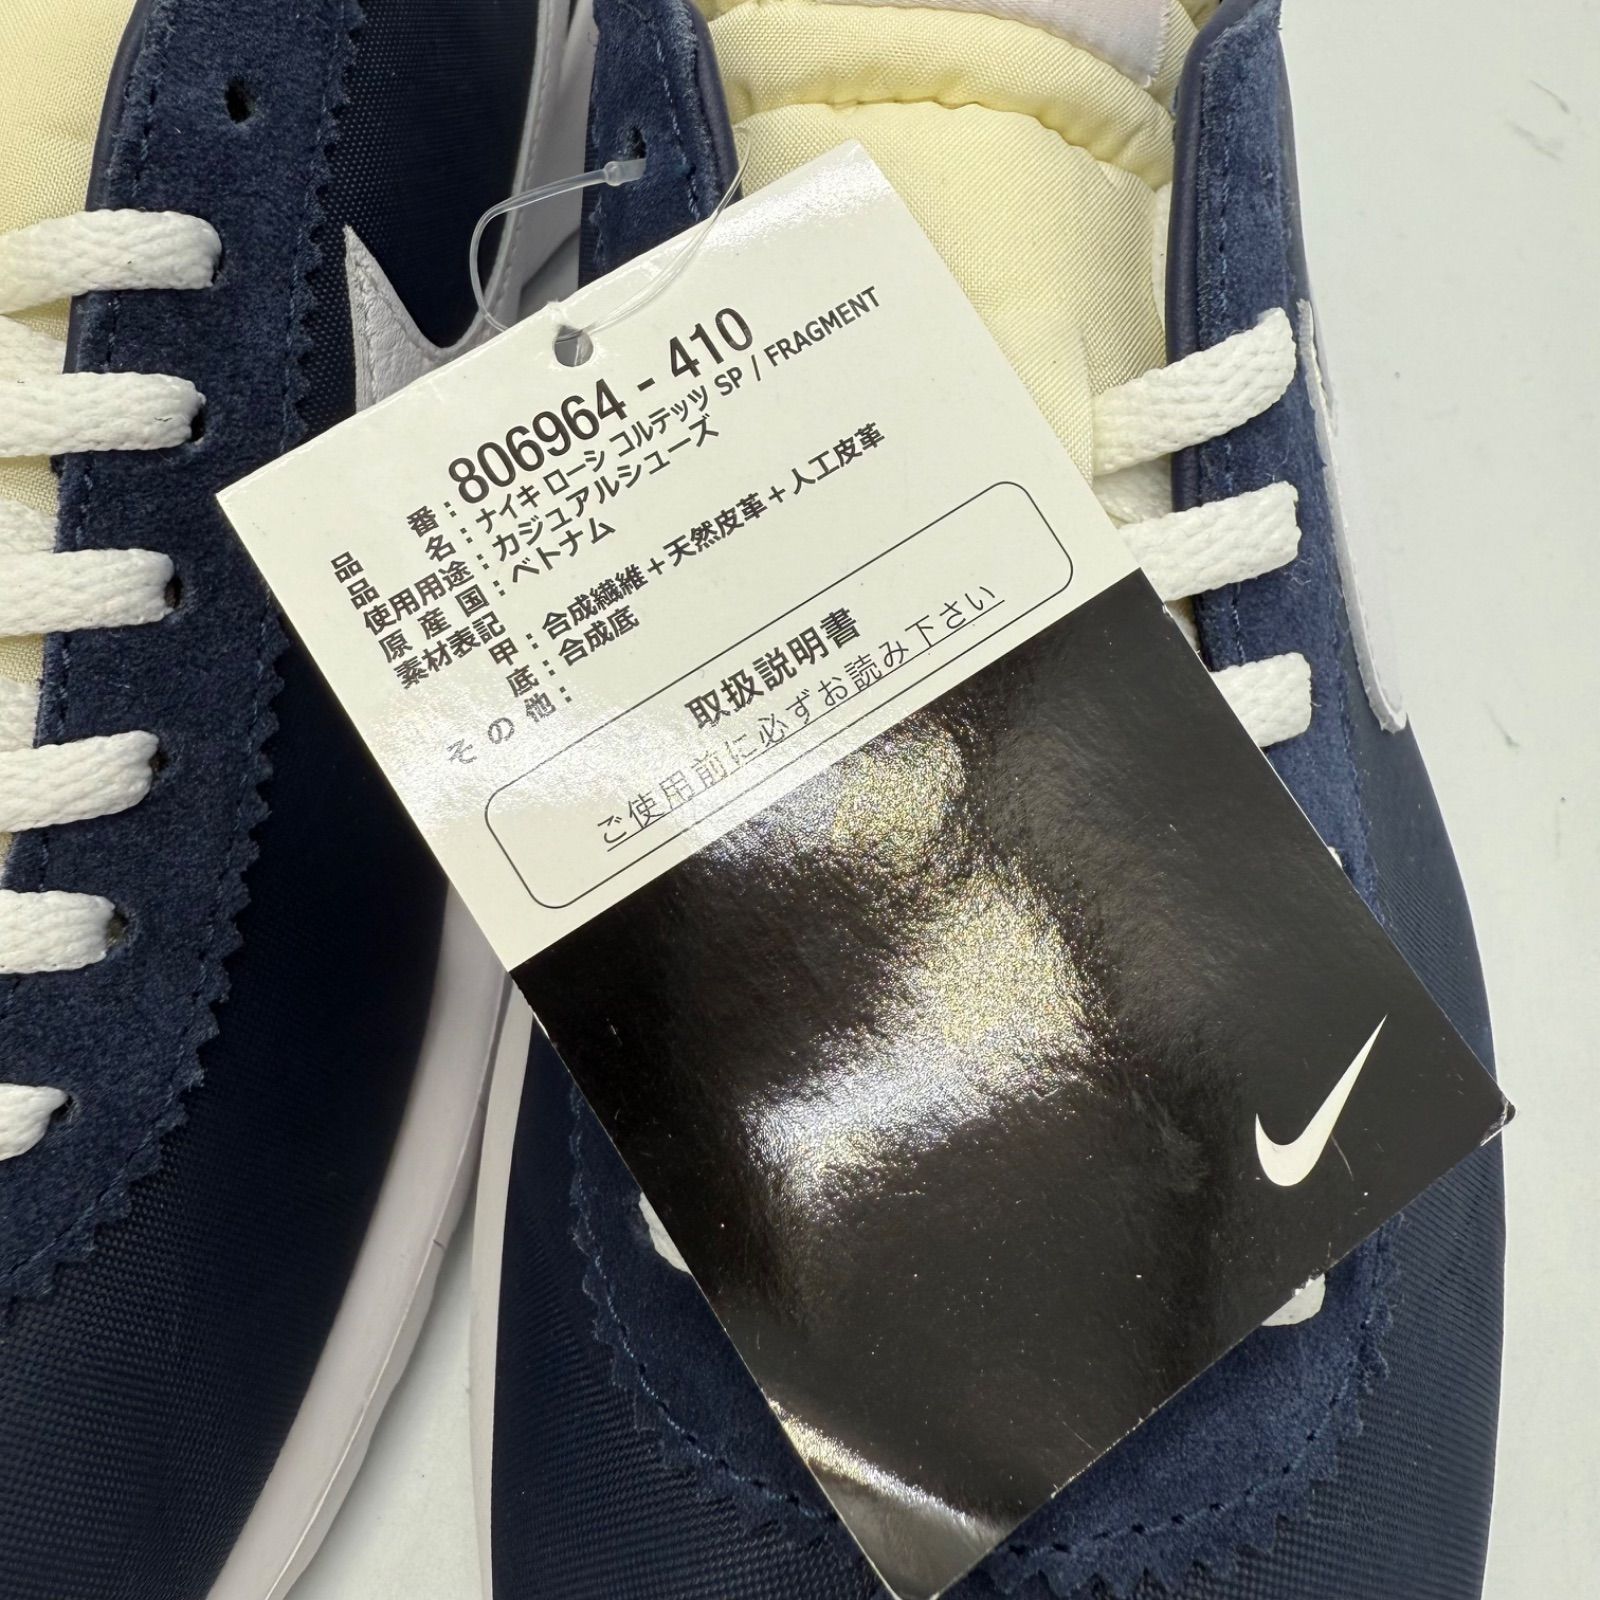 品番：806964 - 410
品名：ナイキ ローシ コルテッツ SP / FRAGMENT
使用用途：カジュアルシューズ
原産国：ベトナム
素材表記 甲：合成繊維＋天然皮革＋人工皮革
底：合成底
その他：
取扱説明書
ご使用前に必ずお読み下さい